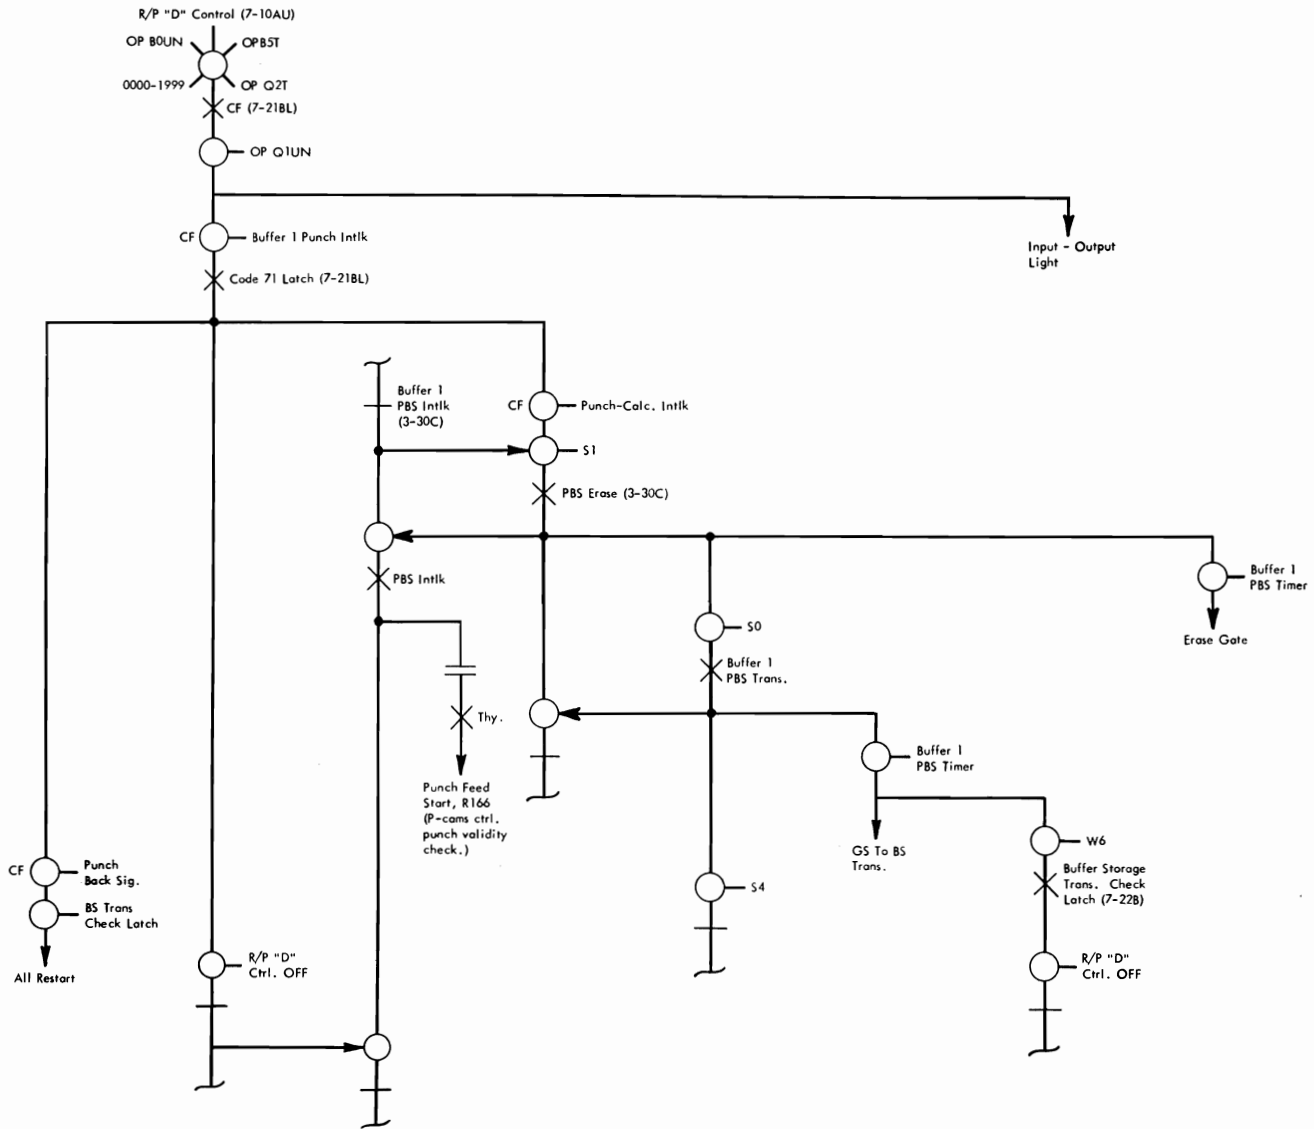 R/P "D" Control (7-10AU)
OP B0UN
OPB5T
0000-1999
OP Q2T
CF (7-21BL)
OP Q1UN
CF
Buffer 1 Punch Intlk
Input - Output
Light
Code 71 Latch (7-21BL)
Buffer 1
PBS Intlk
(3-30C)
CF
Punch-Calc. Intlk
S1
PBS Erase (3-30C)
PBS Intlk
Buffer 1
PBS Timer
Erase Gate
S0
Buffer 1
PBS Trans.
Thy.
Punch Feed
Start, R166
(P-cams ctrl.
punch validity
check.)
Buffer 1
PBS Timer
GS To BS
Trans.
W6
Buffer Storage
Trans. Check
Latch (7-22B)
CF
Punch
Back Sig.
BS Trans
Check Latch
All Restart
S4
R/P "D"
Ctrl. OFF
R/P "D"
Ctrl. OFF